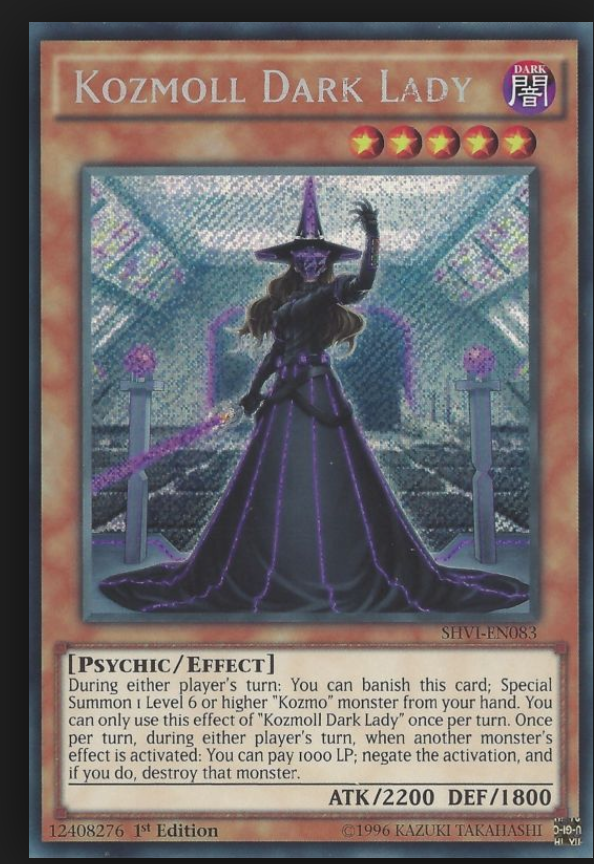 Kozmoll Dark Lady
DARK
闇
SHVI-EN083
[Psychic/Effect]
During either player's turn: You can banish this card; Special
Summon 1 Level 6 or higher "Kozmo" monster from your hand. You
can only use this effect of "Kozmoll Dark Lady" once per turn. Once
per turn, during either player's turn, when another monster's
effect is activated: You can pay 1000 LP; negate the activation, and
if you do, destroy that monster.
ATK/2200 DEF/1800
12408276 1st Edition ©1996 KAZUKI TAKAHASHI